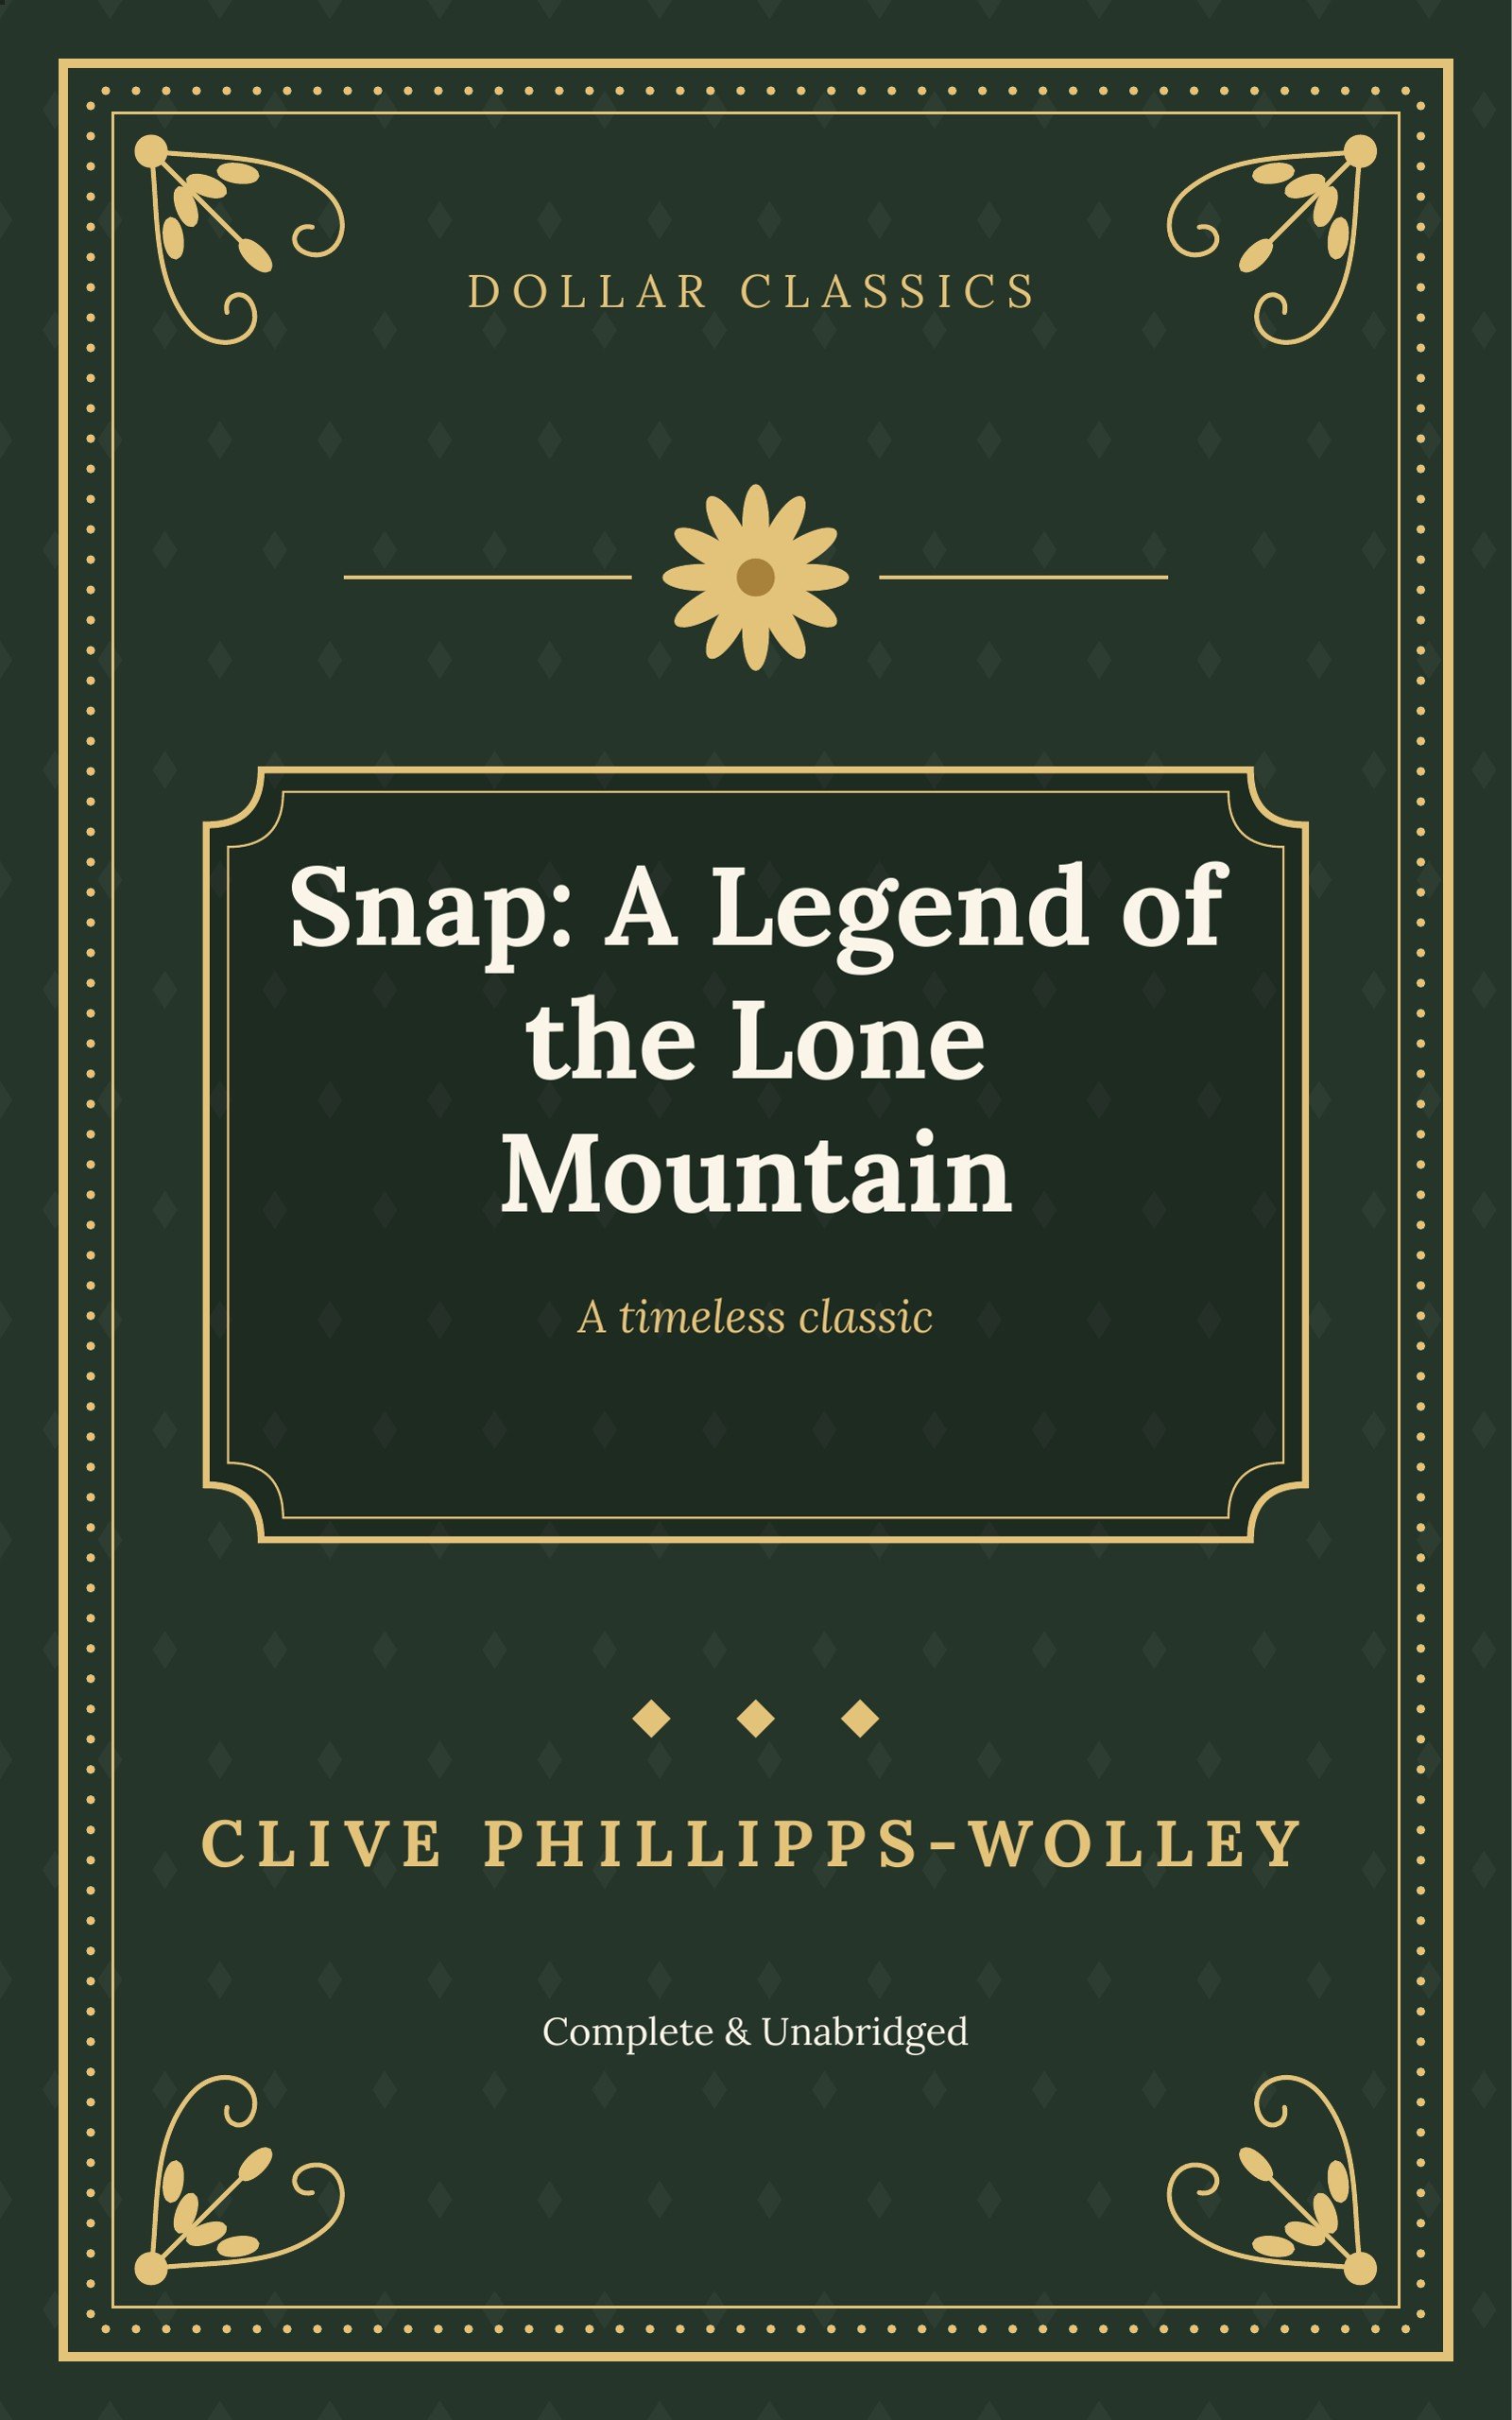 DOLLAR CLASSICS
Snap: A Legend of
the Lone
Mountain
A timeless classic
CLIVE PHILLIPPS-WOLLEY
Complete & Unabridged